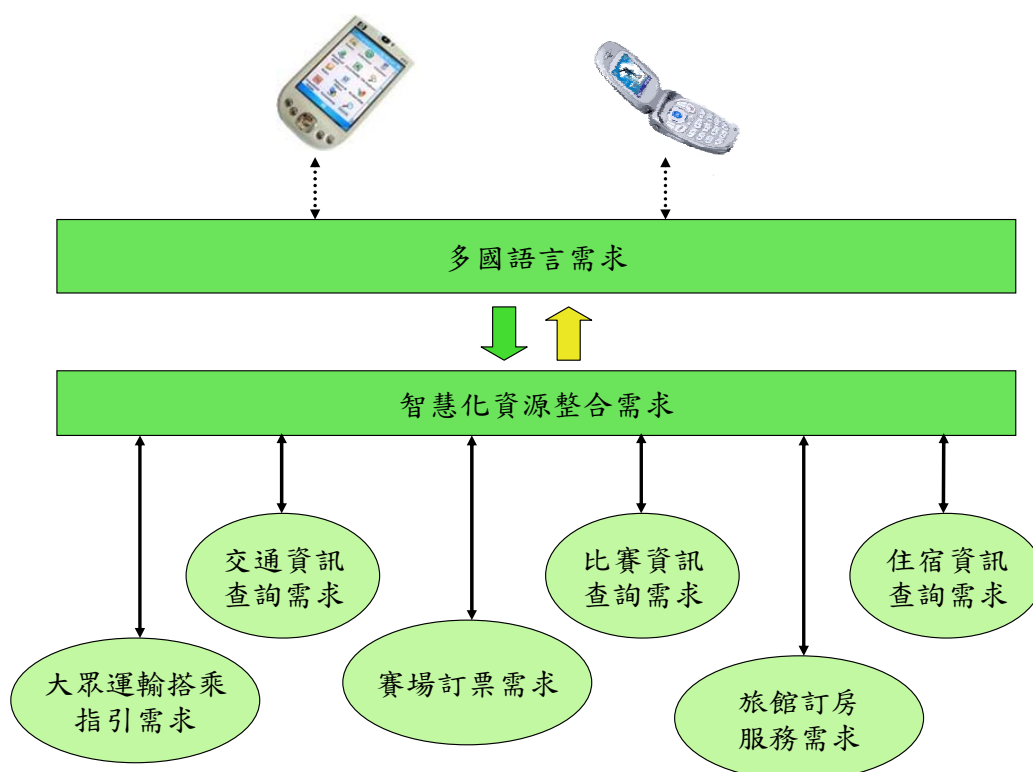 多國語言需求
智慧化資源整合需求
交通資訊
查詢需求
比賽資訊
查詢需求
住宿資訊
查詢需求
大眾運輸搭乘
指引需求
賽場訂票需求
旅館訂房
服務需求